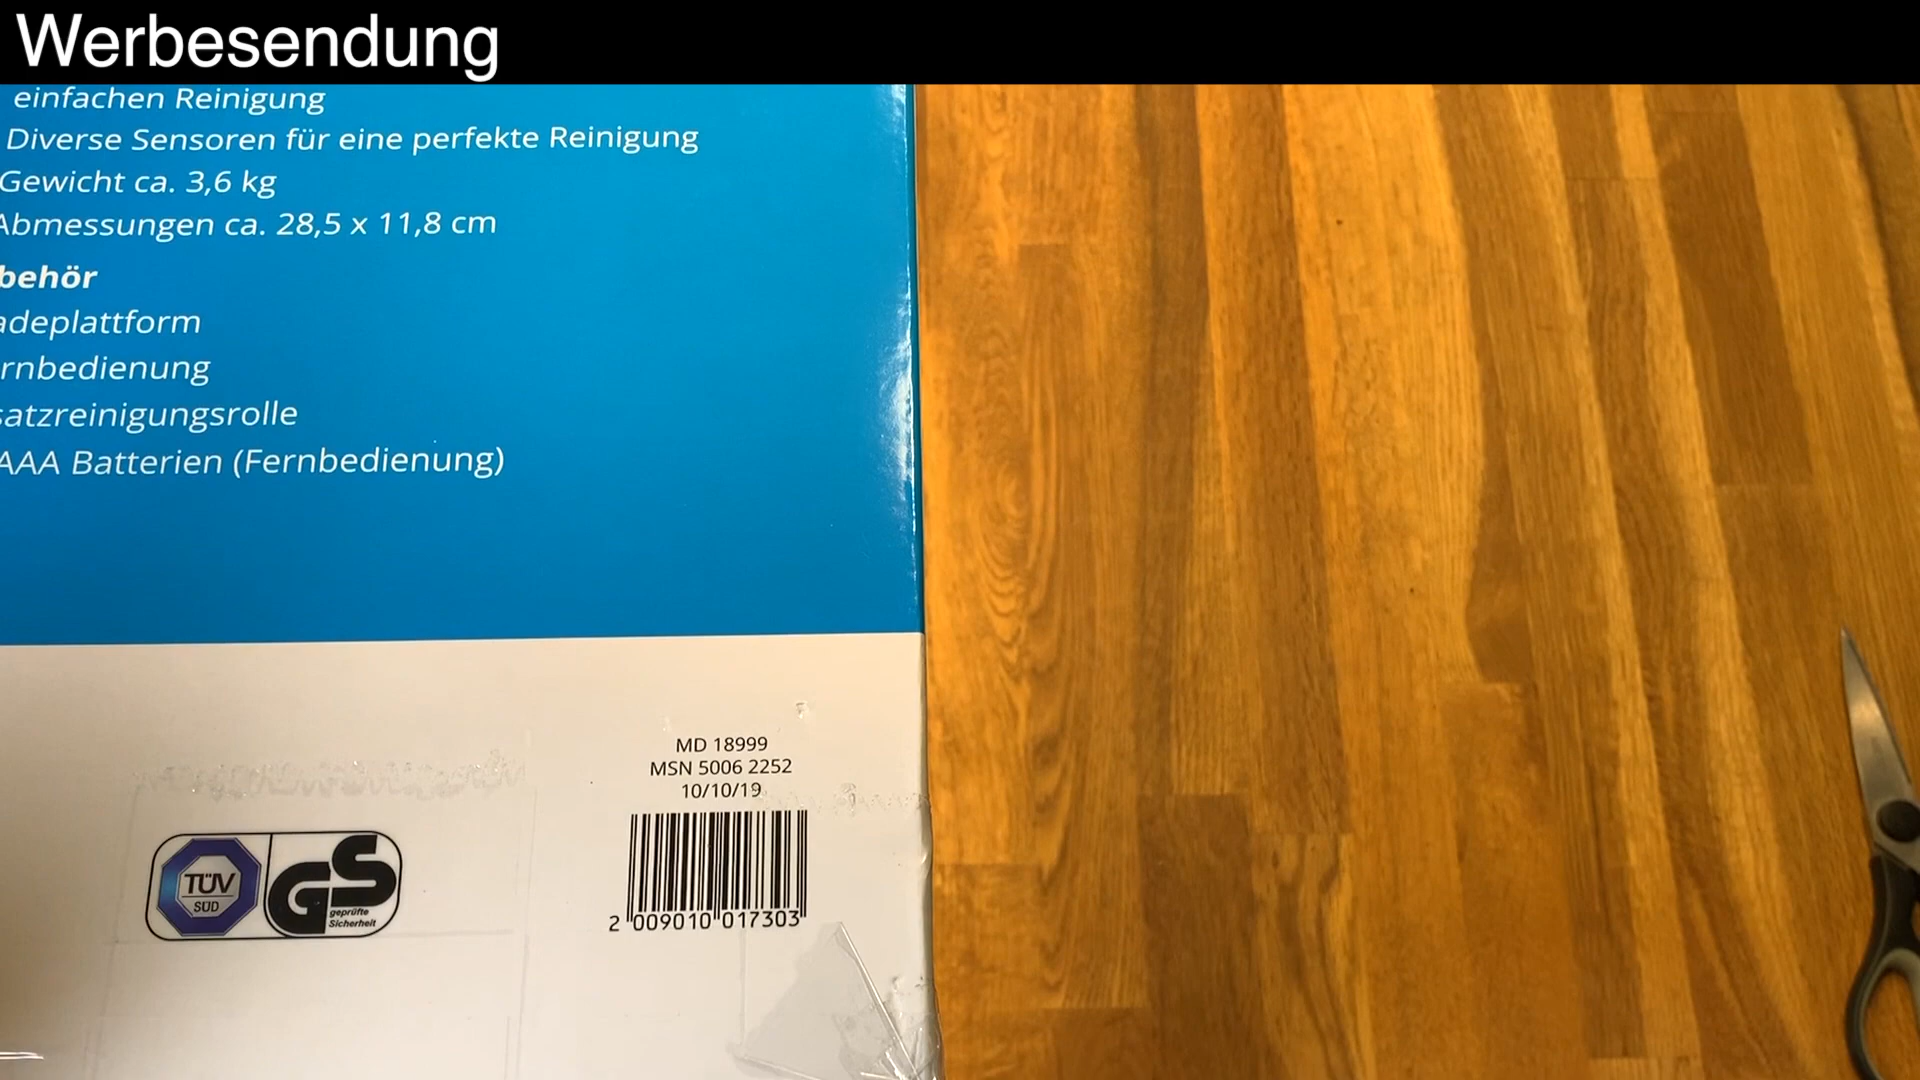 Werbesendung
einfachen Reinigung
Diverse Sensoren für eine perfekte Reinigung
Gewicht ca. 3,6 kg
Abmessungen ca. 28,5 x 11,8 cm
behör
adeplattform
rnbedienung
satzreinigungsrolle
AAA Batterien (Fernbedienung)
MD 18999
MSN 5006 2252
10/10/19
TÜV
SÜD
GS
geprüfte
Sicherheit
2 009010 017303